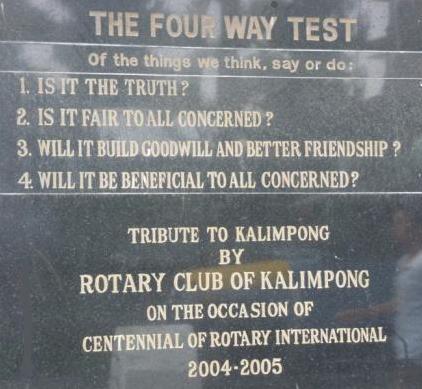 THE FOUR WAY TEST
Of the things we think, say or do:
1. IS IT THE TRUTH?
2. IS IT FAIR TO ALL CONCERNED?
3. WILL IT BUILD GOODWILL AND BETTER FRIENDSHIP?
4. WILL IT BE BENEFICIAL TO ALL CONCERNED?
TRIBUTE TO KALIMPONG
BY
ROTARY CLUB OF KALIMPONG
ON THE OCCASION OF
CENTENNIAL OF ROTARY INTERNATIONAL
2004-2005